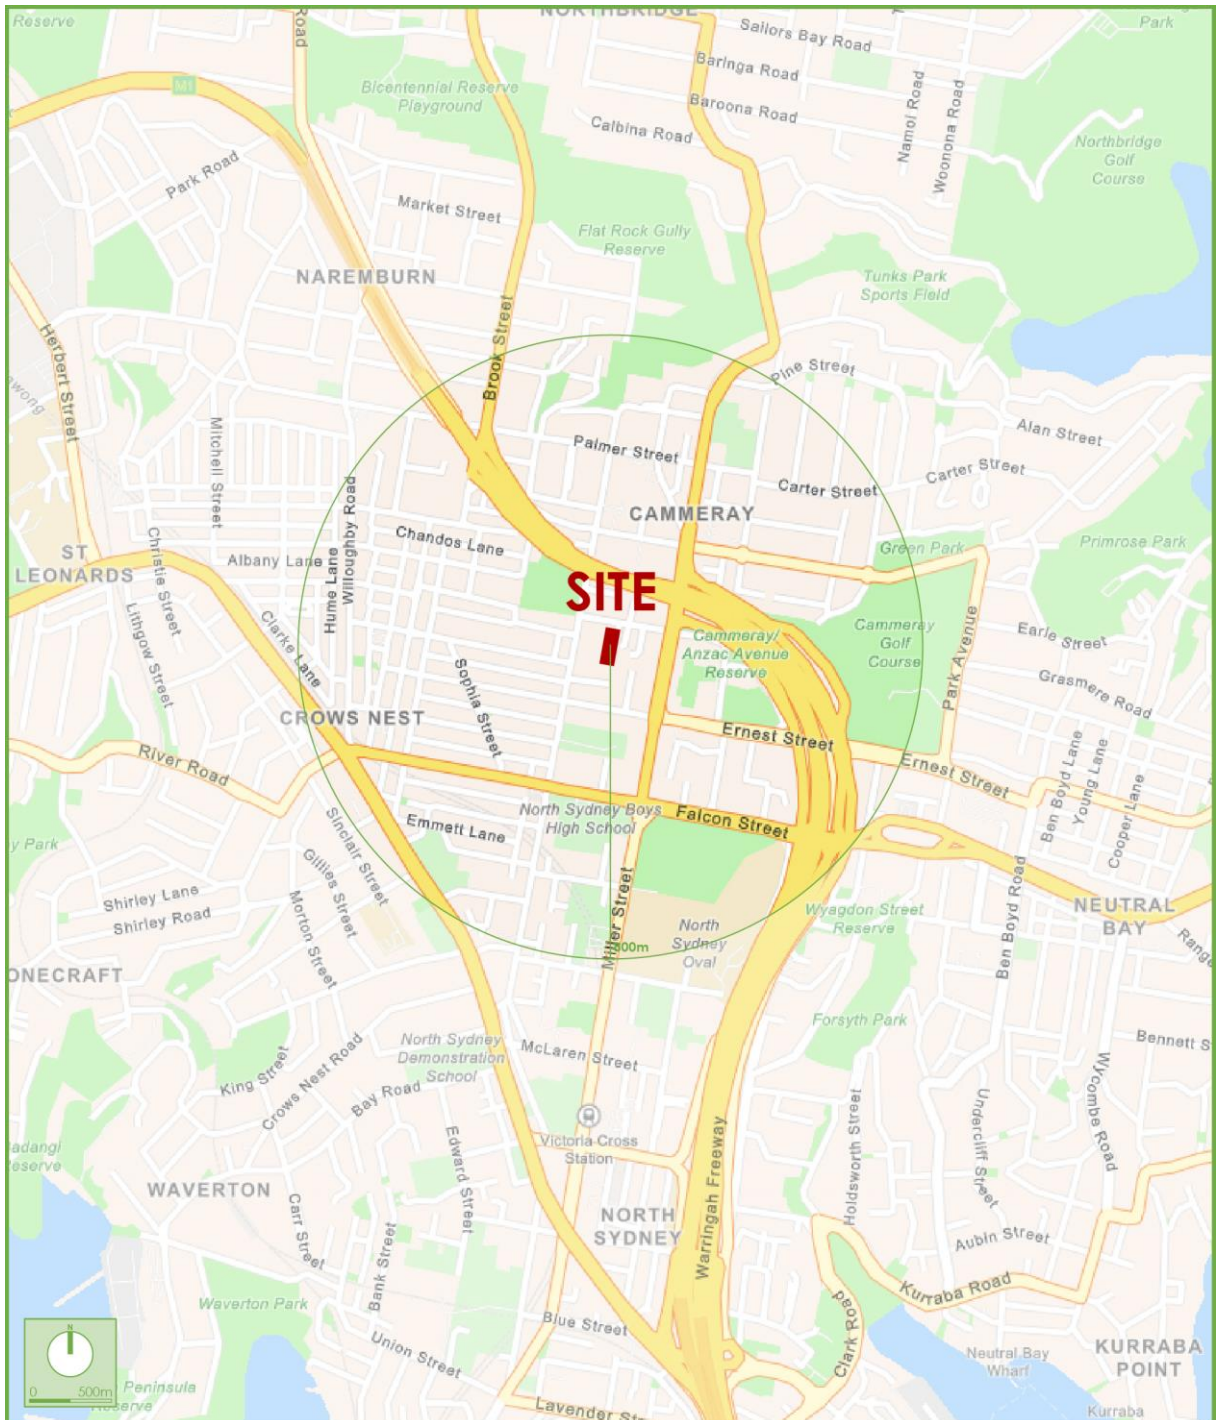 NORTHBRIDGE
Reserve
Road
Sailors Bay Road
Park
Baringa Road
M1
Bicentennial Reserve
Playground
Baroona Road
Namoi Road
Woonona Road
Calbina Road
Northbridge
Golf
Course
Park Road
Market Street
Flat Rock Gully
Reserve
NAREMBURN
Tunks Park
Sports Field
Herbert Street
Brook Street
Pine Street
Alan Street
Mitchell Street
Palmer Street
Carter Street
Carter Street
Willoughby Road
Hume Lane
CAMMERAY
Chandos Lane
Christie Street
Albany Lane
ST
LEONARDS
Green Park
Primrose Park
SITE
Lithgow Street
Clarke Lane
Cammeray/
Anzac Avenue
Reserve
Cammeray
Golf
Course
Park Avenue
Earle Street
Grasmere Road
Sophia Street
CROWS NEST
River Road
Ernest Street
Ernest Street
Ben Boyd Lane
Young Lane
Cooper Lane
North Sydney Boys
High School
Falcon Street
Emmett Lane
Sinclair Street
Gillies Street
Morton Street
y Park
Shirley Lane
Shirley Road
Miller Street
North
Sydney
Oval
Wyagdon Street
Reserve
Ben Boyd Road
NEUTRAL
BAY
ONECRAFT
Forsyth Park
North Sydney
Demonstration
School
McLaren Street
King Street
Crows Nest Road
Bay Road
Bennett S
Wycombe Road
Undercliff Street
Holdsworth Street
Victoria Cross
Station
Edward Street
Warringah Freeway
Reserve
WAVERTON
Carr Street
Bank Street
NORTH
SYDNEY
Aubin Street
Kurraba Road
Waverton Park
Clark Road
Blue Street
Union Street
Neutral Bay
Wharf
KURRABA
POINT
N
0 500m
Peninsula
Reserve
Lavender St
Kurraba